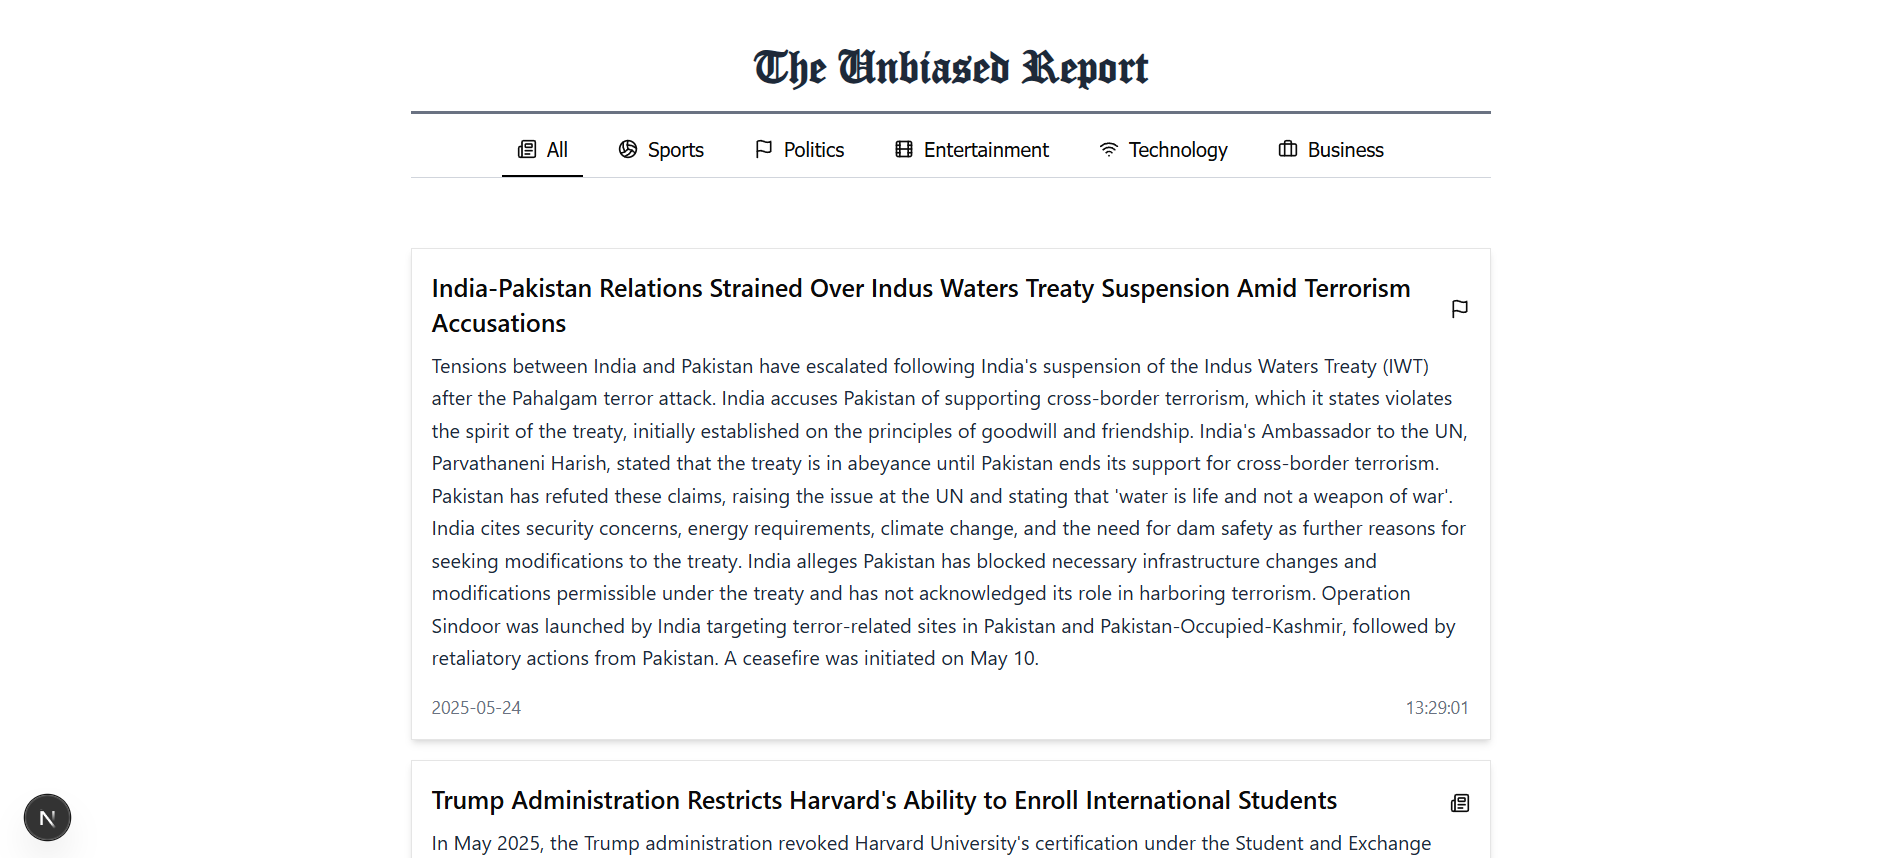 The Unbiased Report
All
Sports
Politics
Entertainment
Technology
Business
India-Pakistan Relations Strained Over Indus Waters Treaty Suspension Amid Terrorism
Accusations
Tensions between India and Pakistan have escalated following India's suspension of the Indus Waters Treaty (IWT)
after the Pahalgam terror attack. India accuses Pakistan of supporting cross-border terrorism, which it states violates
the spirit of the treaty, initially established on the principles of goodwill and friendship. India's Ambassador to the UN,
Parvathaneni Harish, stated that the treaty is in abeyance until Pakistan ends its support for cross-border terrorism.
Pakistan has refuted these claims, raising the issue at the UN and stating that 'water is life and not a weapon of war'.
India cites security concerns, energy requirements, climate change, and the need for dam safety as further reasons for
seeking modifications to the treaty. India alleges Pakistan has blocked necessary infrastructure changes and
modifications permissible under the treaty and has not acknowledged its role in harboring terrorism. Operation
Sindoor was launched by India targeting terror-related sites in Pakistan and Pakistan-Occupied-Kashmir, followed by
retaliatory actions from Pakistan. A ceasefire was initiated on May 10.
2025-05-24
13:29:01
Trump Administration Restricts Harvard's Ability to Enroll International Students
In May 2025, the Trump administration revoked Harvard University's certification under the Student and Exchange
N